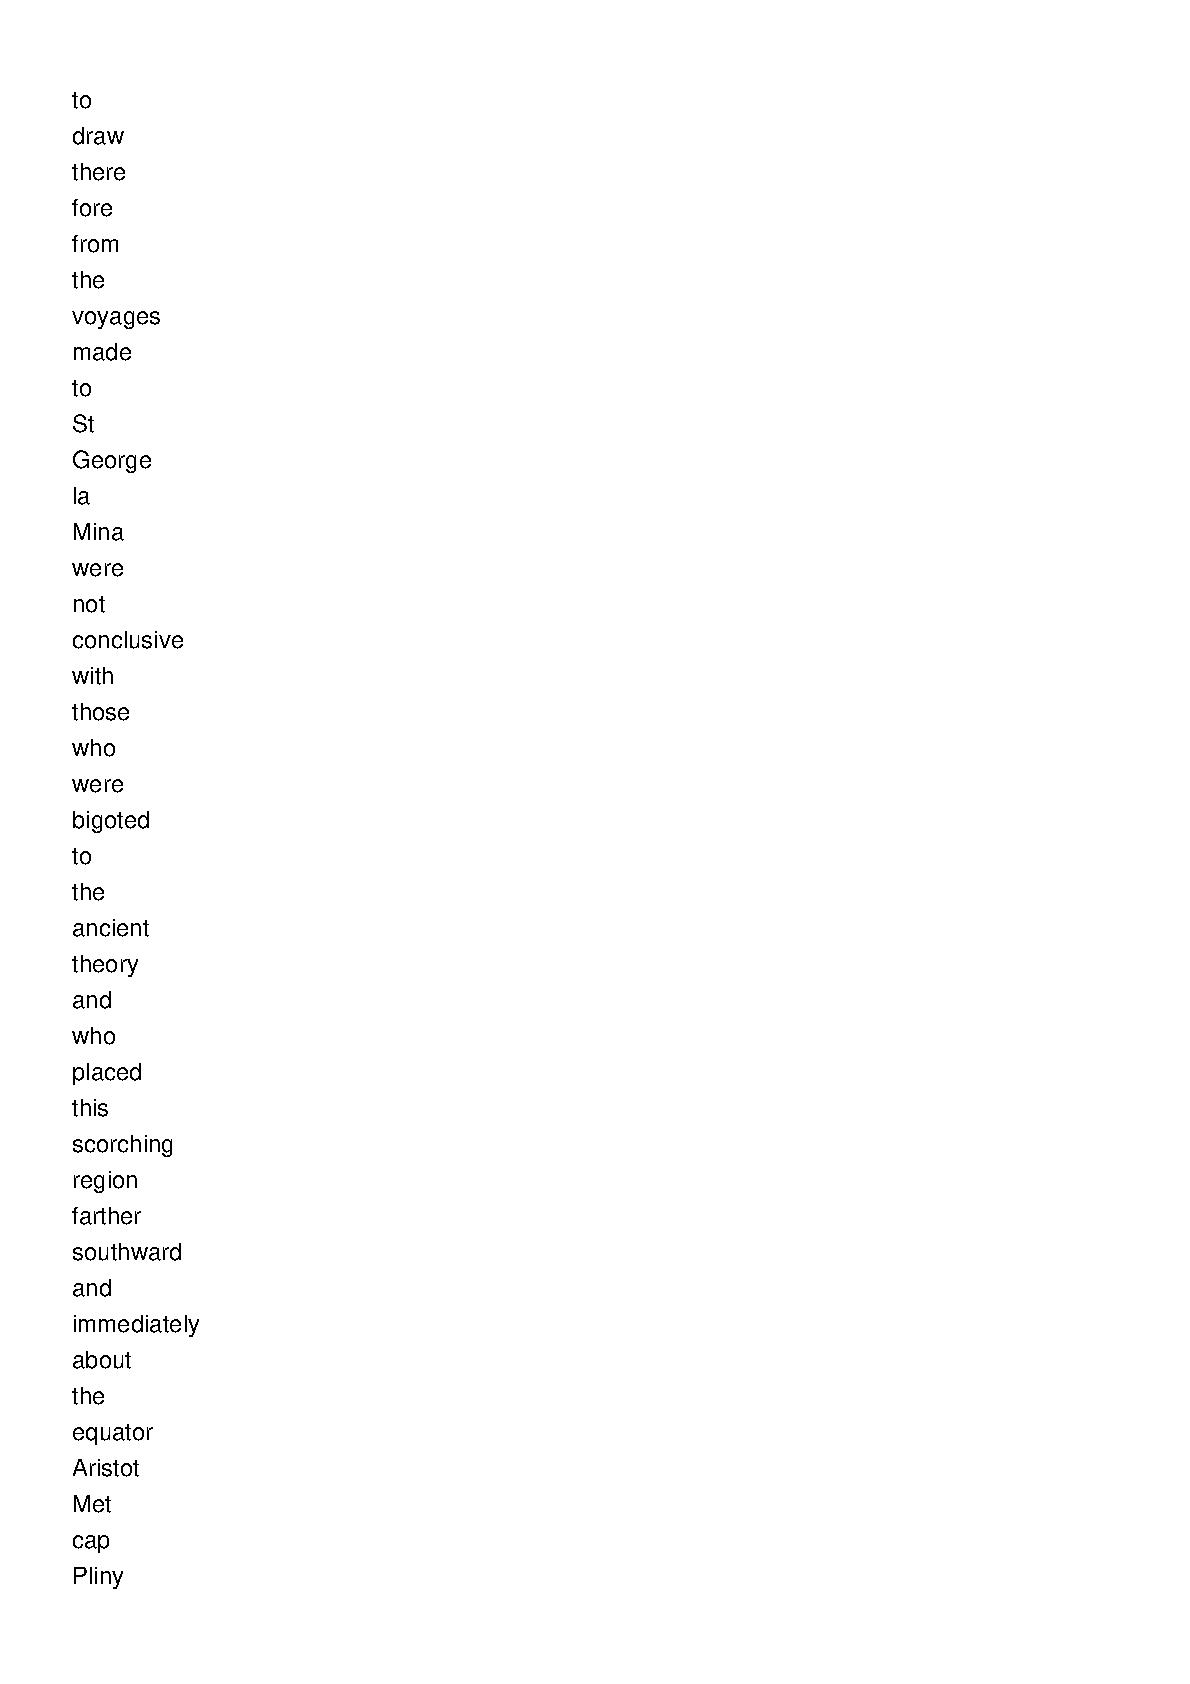 to
draw
there
fore
from
the
voyages
made
to
St
George
la
Mina
were
not
conclusive
with
those
who
were
bigoted
to
the
ancient
theory
and
who
placed
this
scorching
region
farther
southward
and
immediately
about
the
equator
Aristot
Met
cap
Pliny